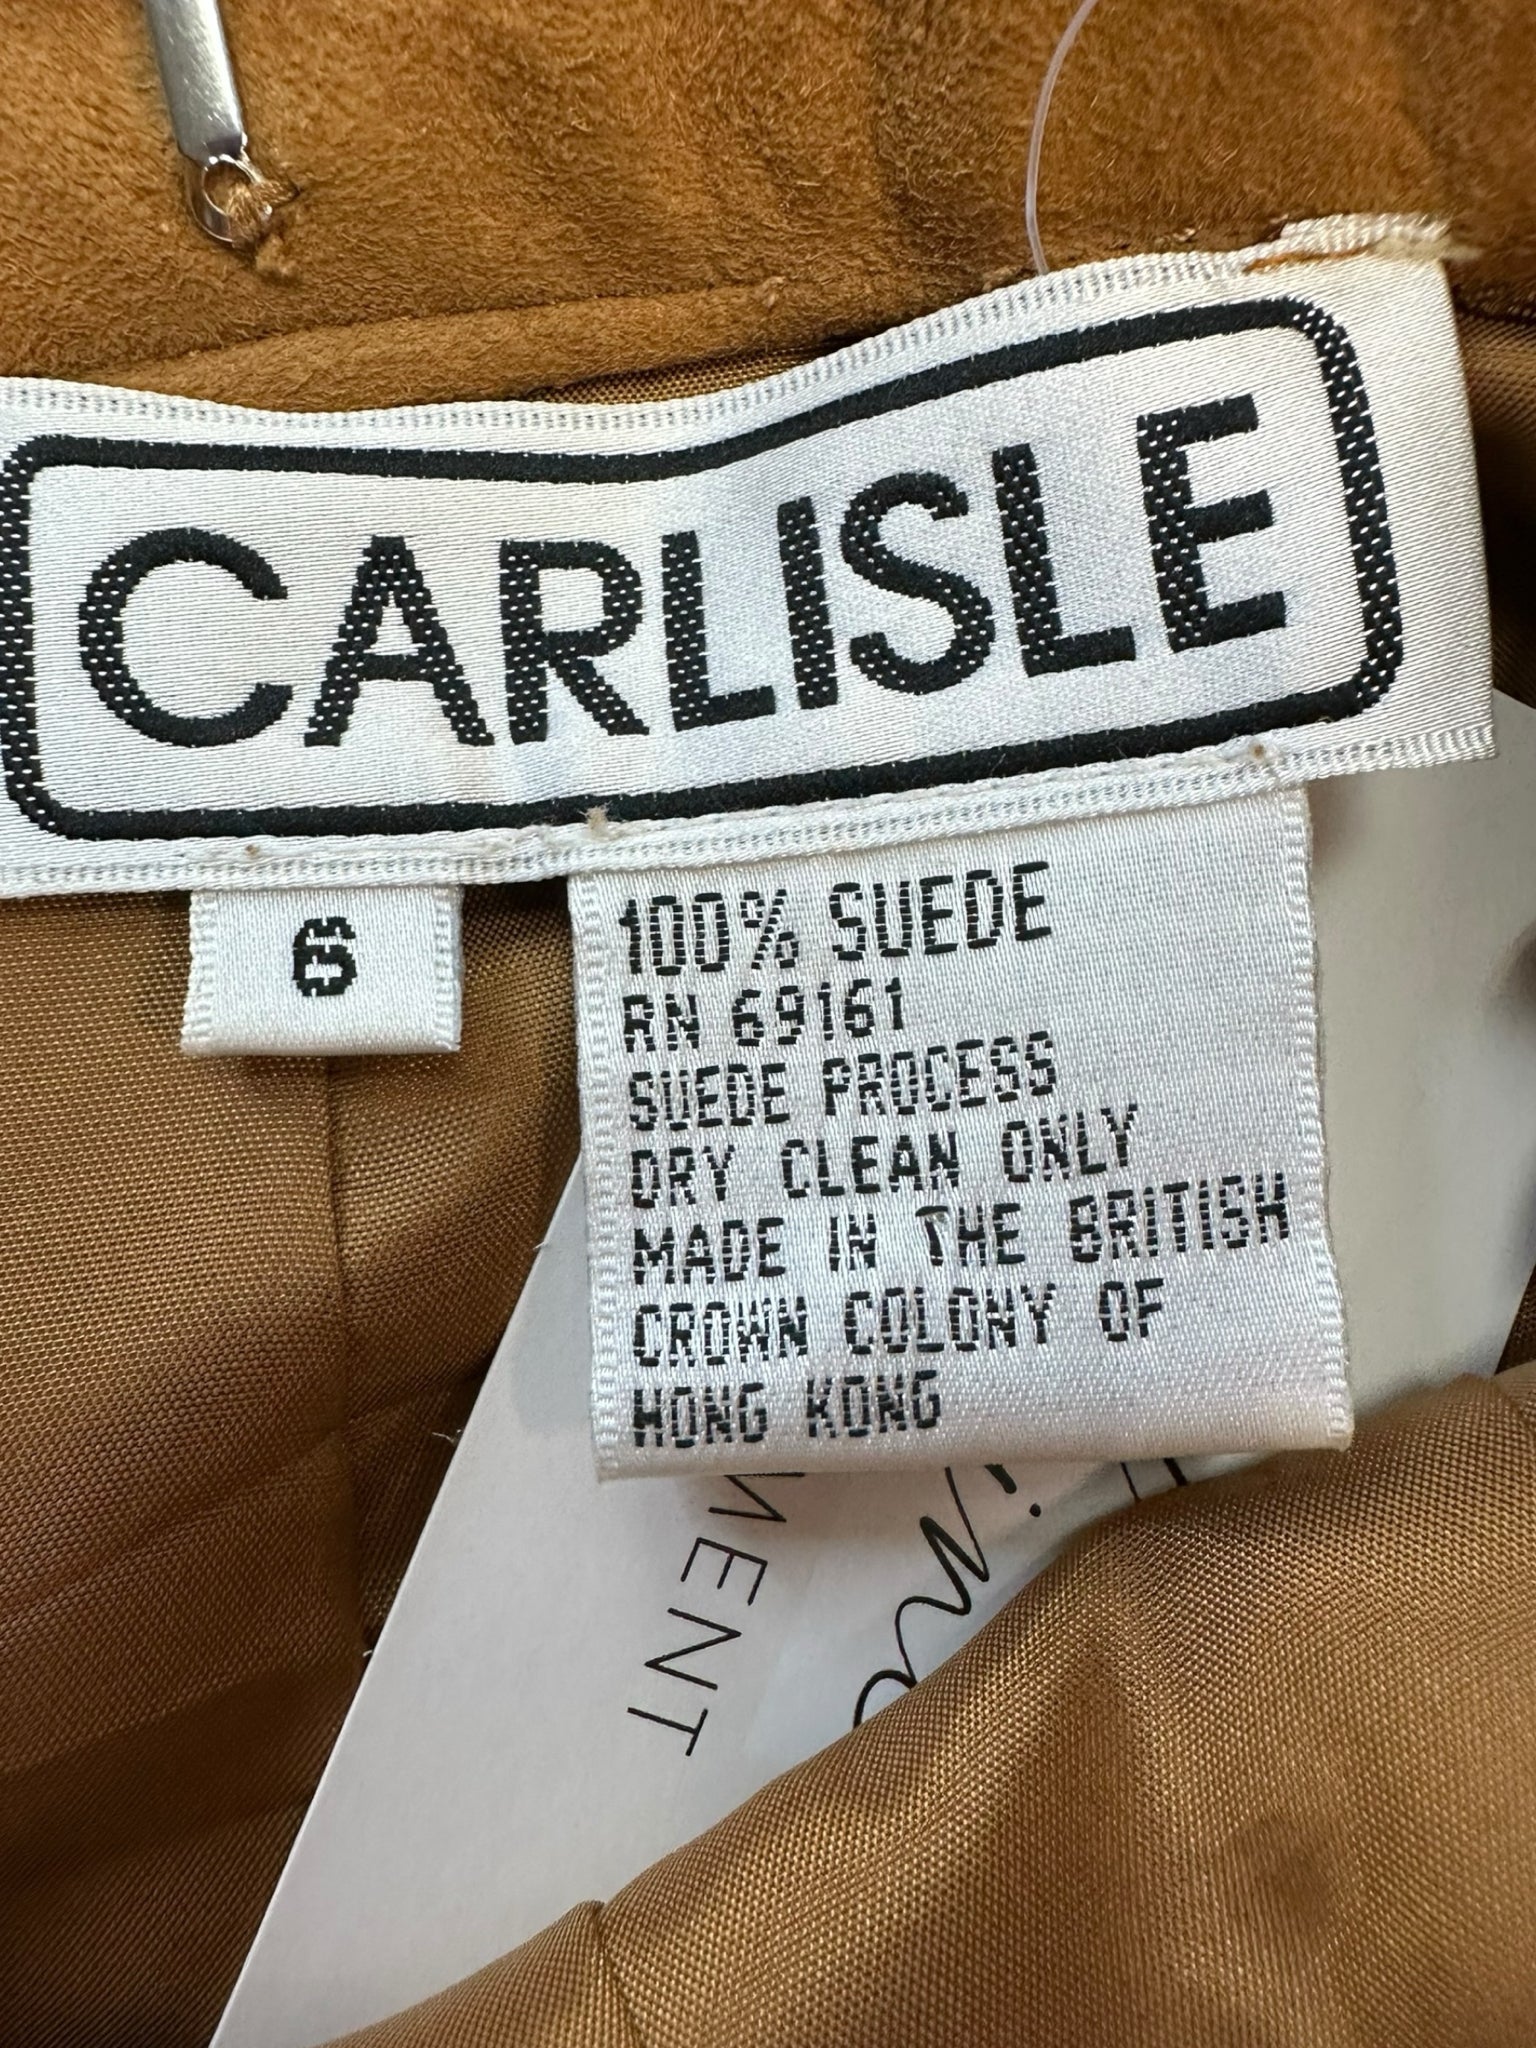 CARLISLE
6
100% SUEDE
RN 69161
SUEDE PROCESS
DRY CLEAN ONLY
MADE IN THE BRITISH
CROWN COLONY OF
HONG KONG